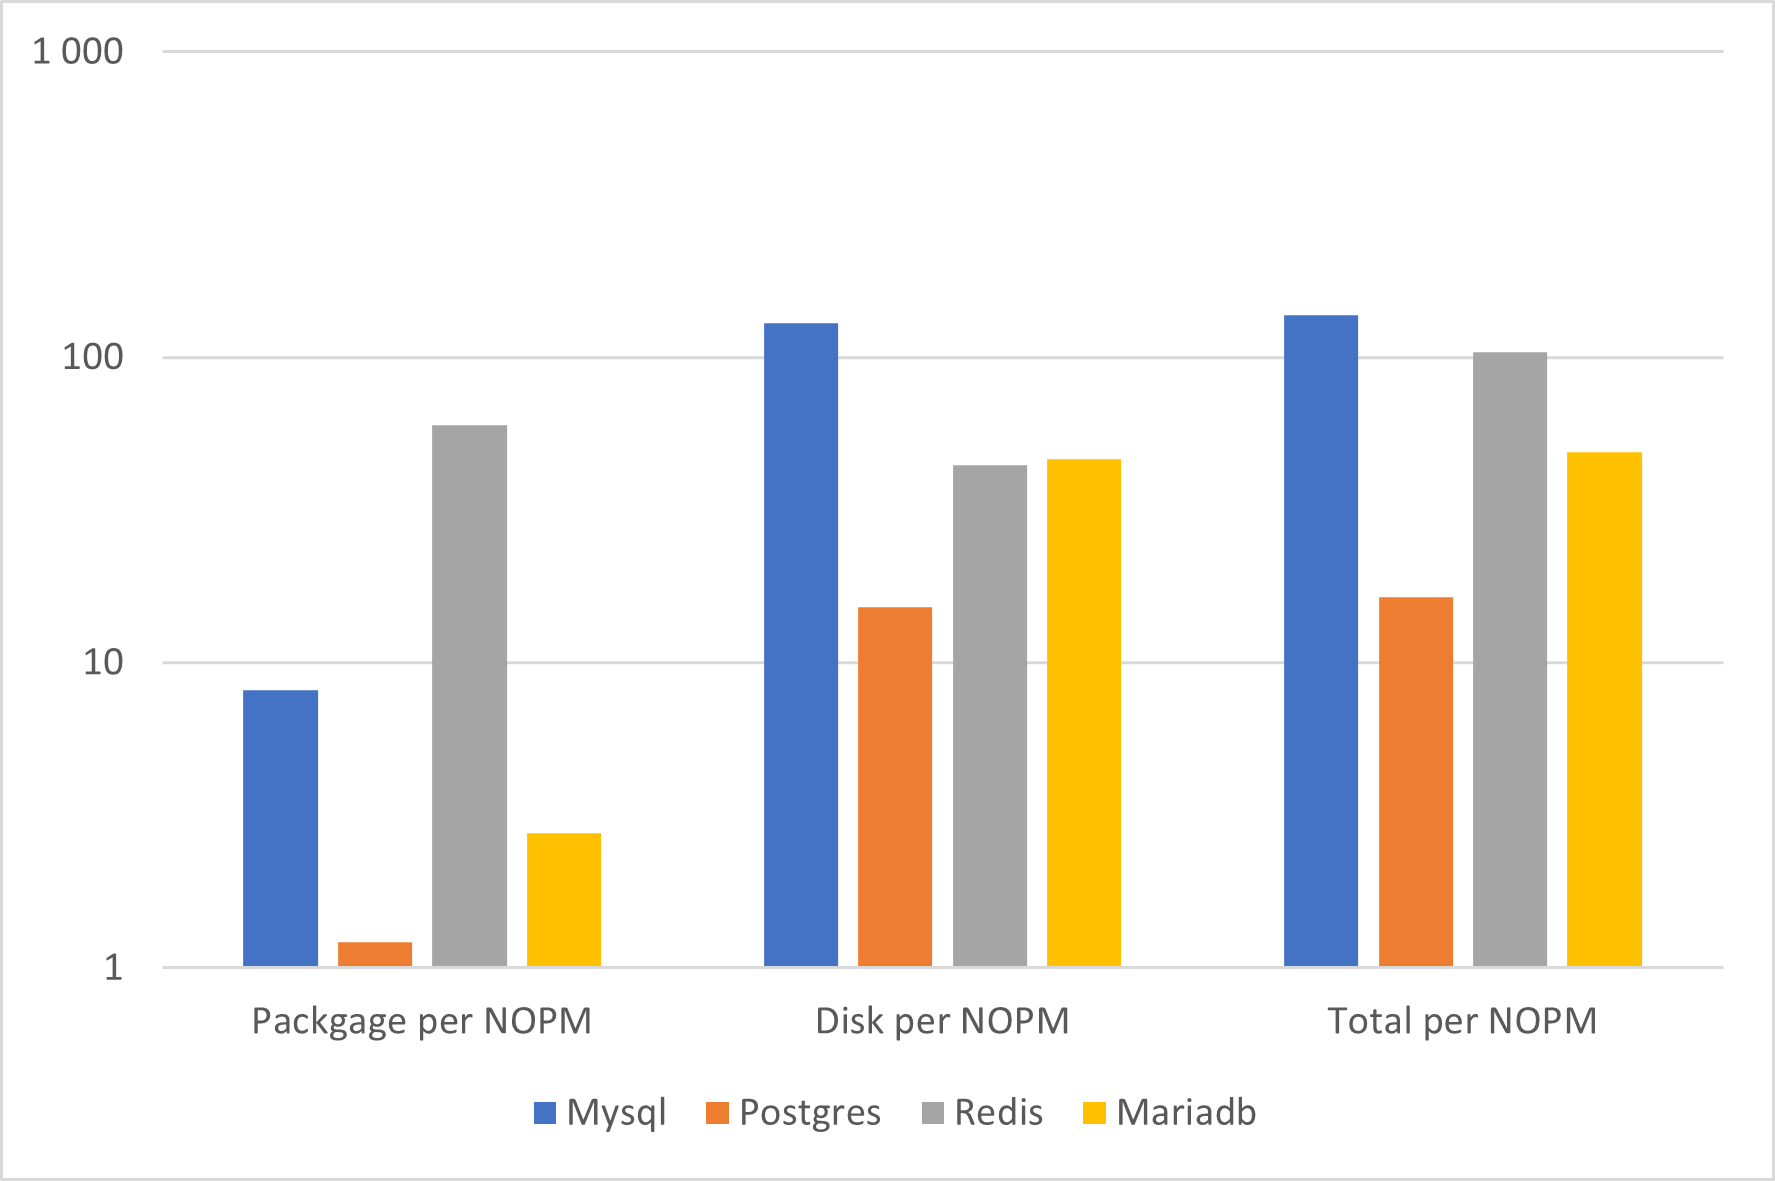 1 000
100
10
1
Packgage per NOPM Disk per NOPM Total per NOPM
Mysql Postgres Redis Mariadb